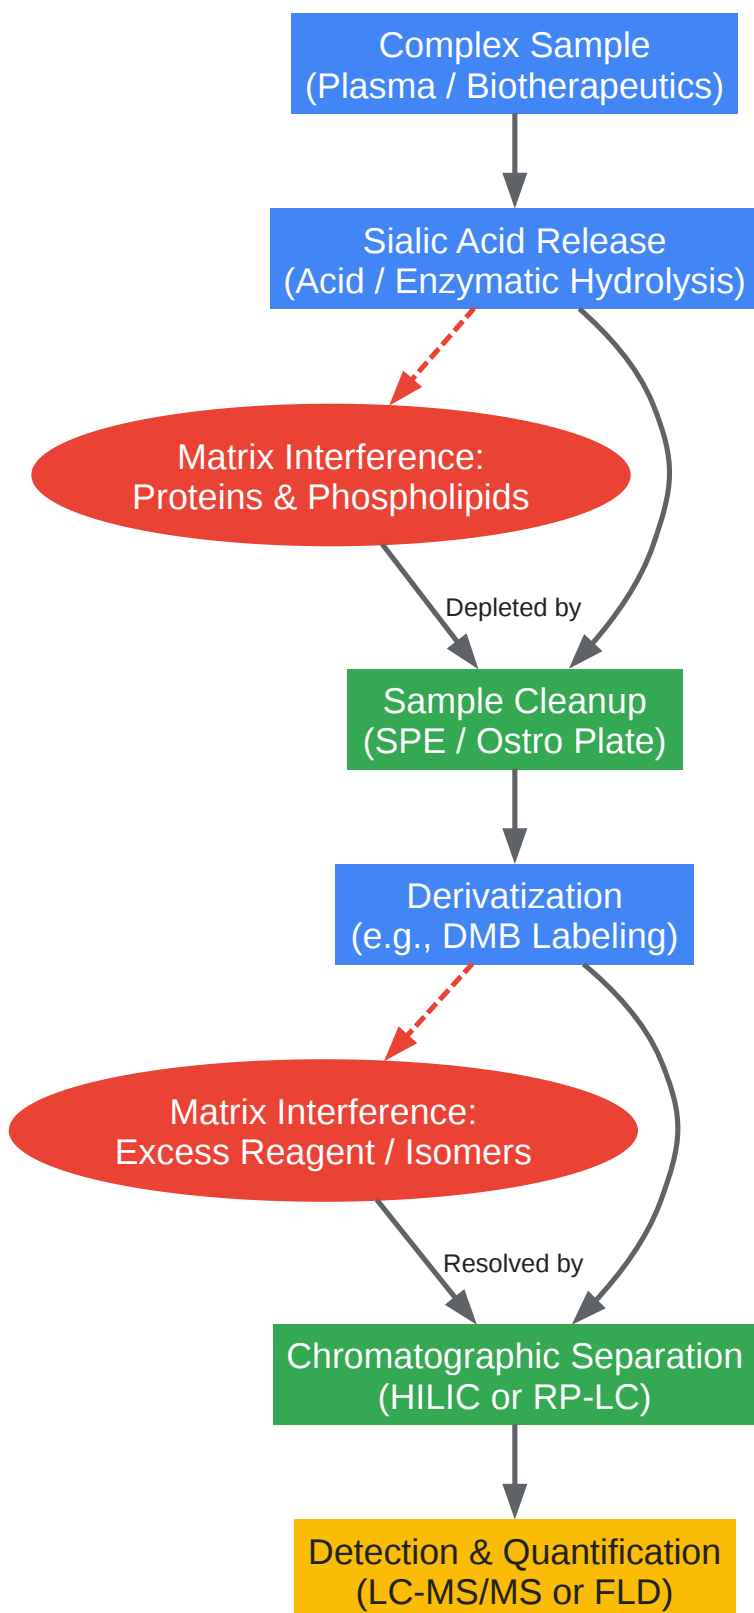 Complex Sample
(Plasma / Biotherapeutics)
Sialic Acid Release
(Acid / Enzymatic Hydrolysis)
Matrix Interference:
Proteins & Phospholipids
Depleted by
Sample Cleanup
(SPE / Ostro Plate)
Derivatization
(e.g., DMB Labeling)
Matrix Interference:
Excess Reagent / Isomers
Resolved by
Chromatographic Separation
(HILIC or RP-LC)
Detection & Quantification
(LC-MS/MS or FLD)